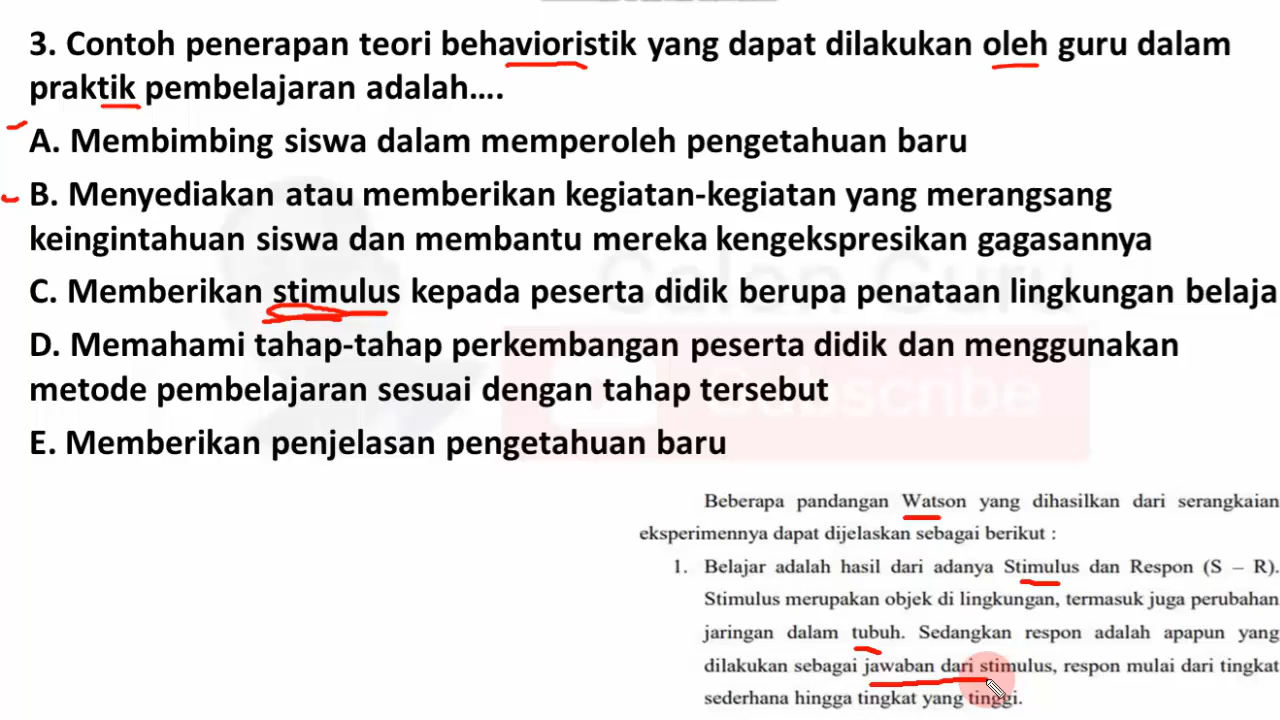 3. Contoh penerapan teori behavioristik yang dapat dilakukan oleh guru dalam
praktik pembelajaran adalah....
A. Membimbing siswa dalam memperoleh pengetahuan baru
B. Menyediakan atau memberikan kegiatan-kegiatan yang merangsang
keingintahuan siswa dan membantu mereka kengekspresikan gagasannya
C. Memberikan stimulus kepada peserta didik berupa penataan lingkungan belaja
D. Memahami tahap-tahap perkembangan peserta didik dan menggunakan
metode pembelajaran sesuai dengan tahap tersebut
E. Memberikan penjelasan pengetahuan baru
Calon Guru
Subscribe
Beberapa pandangan Watson yang dihasilkan dari serangkaian
eksperimennya dapat dijelaskan sebagai berikut :
1. Belajar adalah hasil dari adanya Stimulus dan Respon (S – R).
Stimulus merupakan objek di lingkungan, termasuk juga perubahan
jaringan dalam tubuh. Sedangkan respon adalah apapun yang
dilakukan sebagai jawaban dari stimulus, respon mulai dari tingkat
sederhana hingga tingkat yang tinggi.